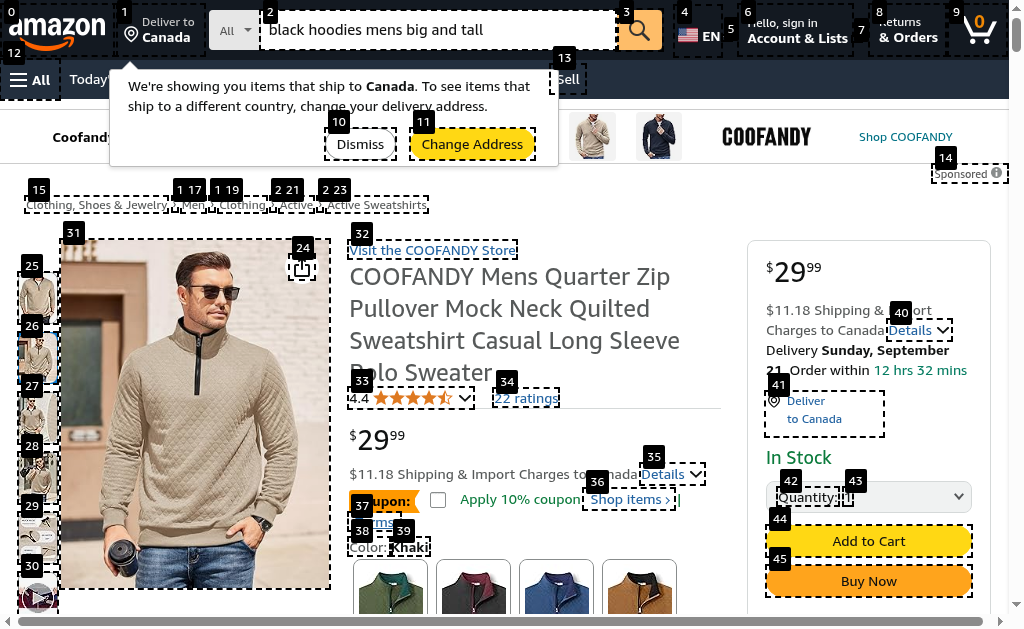 0
1
2
3
4
5
6
7
8
9
amazon
Deliver to
Canada
All
black hoodies mens big and tall
EN
Hello, sign in
Account & Lists
Returns
& Orders
0
12
13
All
Today'
Sell
We're showing you items that ship to Canada. To see items that
ship to a different country, change your delivery address.
10
11
Dismiss
Change Address
Coofandy
COOFANDY
Shop COOFANDY
14
Sponsored
15
1 17
1 19
2 21
2 23
Clothing, Shoes & Jewelry › Men › Clothing › Active › Active Sweatshirts
31
24
25
26
27
28
29
30
32
Visit the COOFANDY Store
COOFANDY Mens Quarter Zip
Pullover Mock Neck Quilted
Sweatshirt Casual Long Sleeve
Polo Sweater
33
34
4.4
22 ratings
$29.99
35
$11.18 Shipping & Import Charges to Canada Details
36
Coupon:
Apply 10% coupon
Shop items › |
37
Terms
38
39
Color: Khaki
$29.99
40
$11.18 Shipping & Import
Charges to Canada Details
Delivery Sunday, September
21. Order within 12 hrs 32 mins
41
Deliver
to Canada
In Stock
42
43
Quantity: 1
44
Add to Cart
45
Buy Now